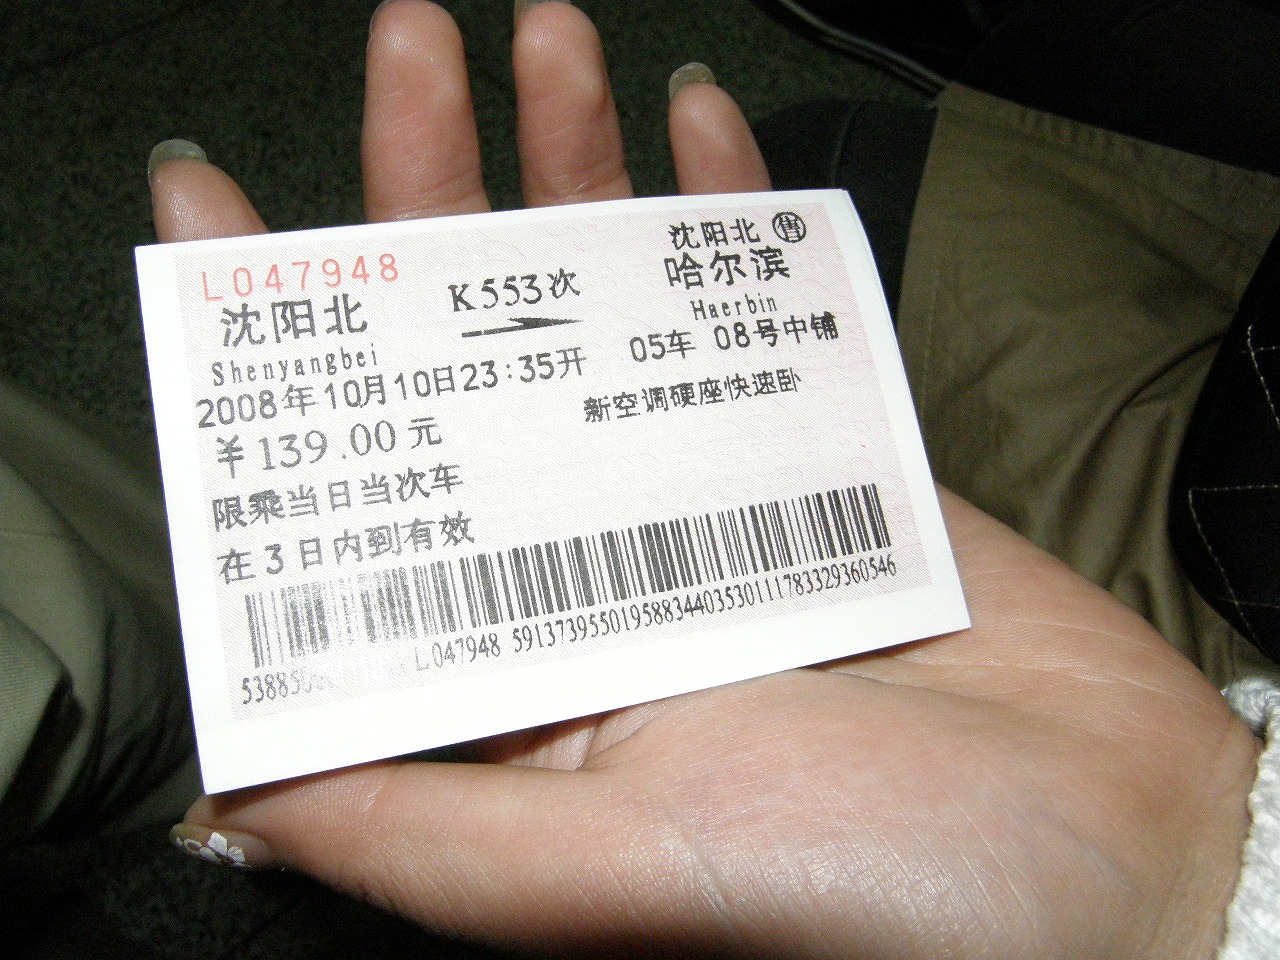 L047948
沈阳北 售
沈阳北
K553次
哈尔滨
Shenyangbei
Haerbin
2008年10月10日23:35开
05车 08号中铺
￥139.00元
新空调硬座快速卧
限乘当日当次车
在3日内到有效
53885 L047948 591373955019588344035301111783329360546